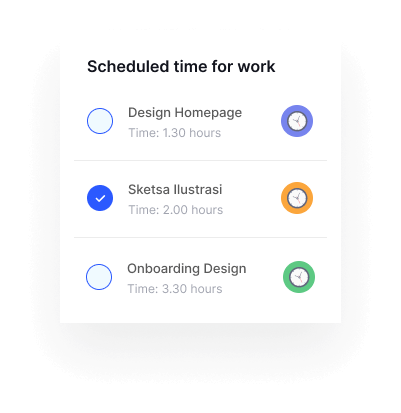 Scheduled time for work
Design Homepage
Time: 1.30 hours
Sketsa Ilustrasi
Time: 2.00 hours
Onboarding Design
Time: 3.30 hours